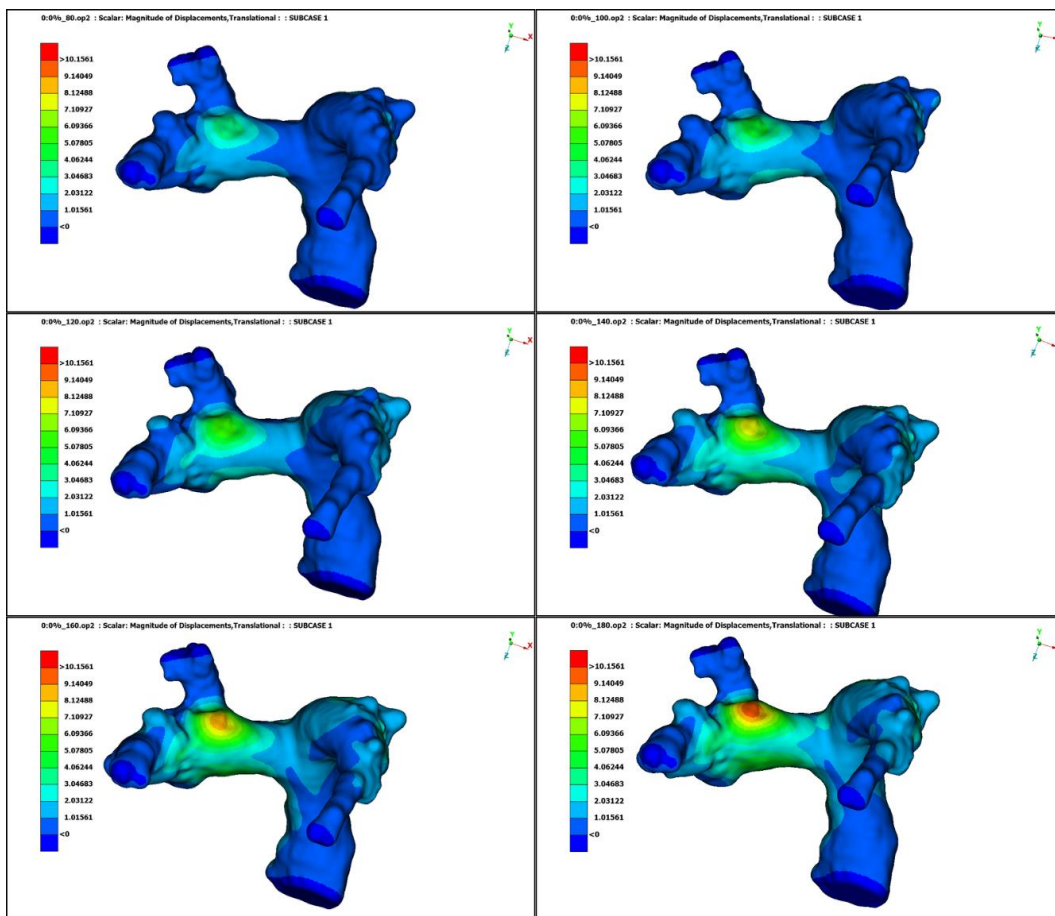 0:0%_80.op2 : Scalar: Magnitude of Displacements,Translational : : SUBCASE 1
Y
X
Z
>10.1561
9.14049
8.12488
7.10927
6.09366
5.07805
4.06244
3.04683
2.03122
1.01561
<0
0:0%_100.op2 : Scalar: Magnitude of Displacements,Translational : : SUBCASE 1
Y
X
Z
>10.1561
9.14049
8.12488
7.10927
6.09366
5.07805
4.06244
3.04683
2.03122
1.01561
<0
0:0%_120.op2 : Scalar: Magnitude of Displacements,Translational : : SUBCASE 1
Y
X
Z
>10.1561
9.14049
8.12488
7.10927
6.09366
5.07805
4.06244
3.04683
2.03122
1.01561
<0
0:0%_140.op2 : Scalar: Magnitude of Displacements,Translational : : SUBCASE 1
Y
X
Z
>10.1561
9.14049
8.12488
7.10927
6.09366
5.07805
4.06244
3.04683
2.03122
1.01561
<0
0:0%_160.op2 : Scalar: Magnitude of Displacements,Translational : : SUBCASE 1
Y
X
Z
>10.1561
9.14049
8.12488
7.10927
6.09366
5.07805
4.06244
3.04683
2.03122
1.01561
<0
0:0%_180.op2 : Scalar: Magnitude of Displacements,Translational : : SUBCASE 1
Y
X
Z
>10.1561
9.14049
8.12488
7.10927
6.09366
5.07805
4.06244
3.04683
2.03122
1.01561
<0